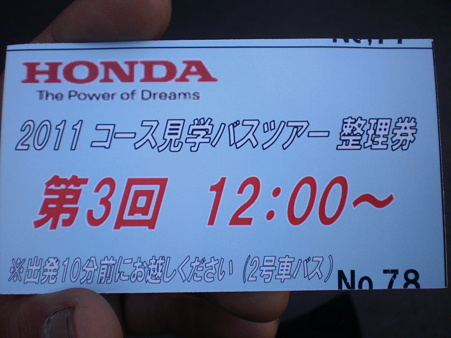 HONDA
The Power of Dreams
2011 コース見学バスツアー 整理券
第3回 12:00～
※出発10分前にお越しください (2号車バス)
No.78